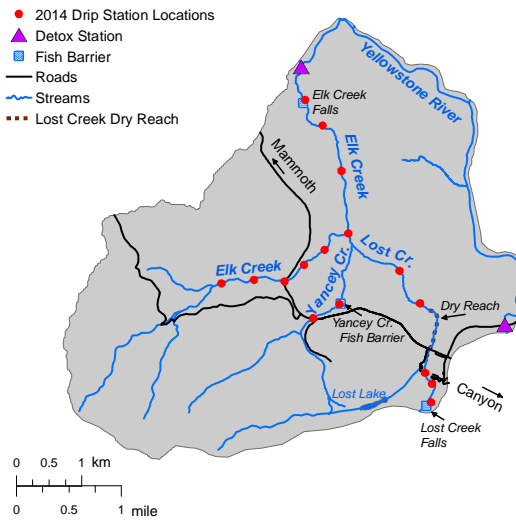 2014 Drip Station Locations
Detox Station
Fish Barrier
Roads
Streams
Lost Creek Dry Reach
Yellowstone River
Elk Creek
Falls
Elk Creek
Mammoth
Elk Creek
Yancey Cr.
Lost Cr.
Dry Reach
Yancey Cr.
Fish Barrier
Lost Lake
Canyon
Lost Creek
Falls
0 0.5 1
km
0 0.5 1
mile